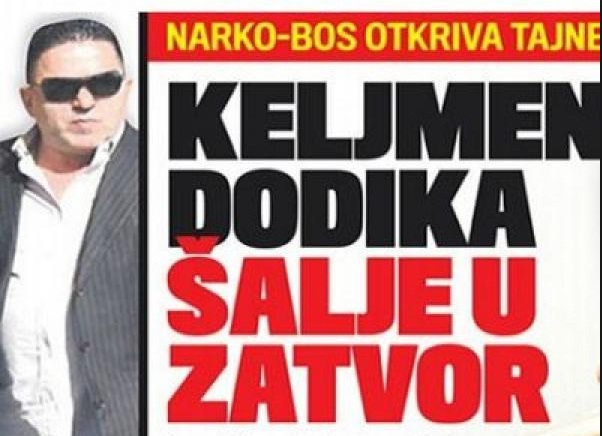 NARKO-BOS OTKRIVA TAJNE
KELJMEN
DODIKA
ŠALJE U
ZATVOR